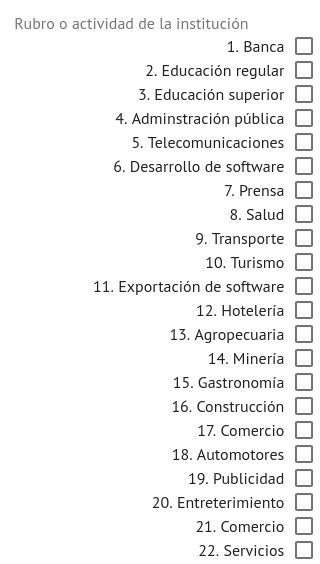 Rubro o actividad de la institución
1. Banca
2. Educación regular
3. Educación superior
4. Adminstración pública
5. Telecomunicaciones
6. Desarrollo de software
7. Prensa
8. Salud
9. Transporte
10. Turismo
11. Exportación de software
12. Hotelería
13. Agropecuaria
14. Minería
15. Gastronomía
16. Construcción
17. Comercio
18. Automotores
19. Publicidad
20. Entreterimiento
21. Comercio
22. Servicios